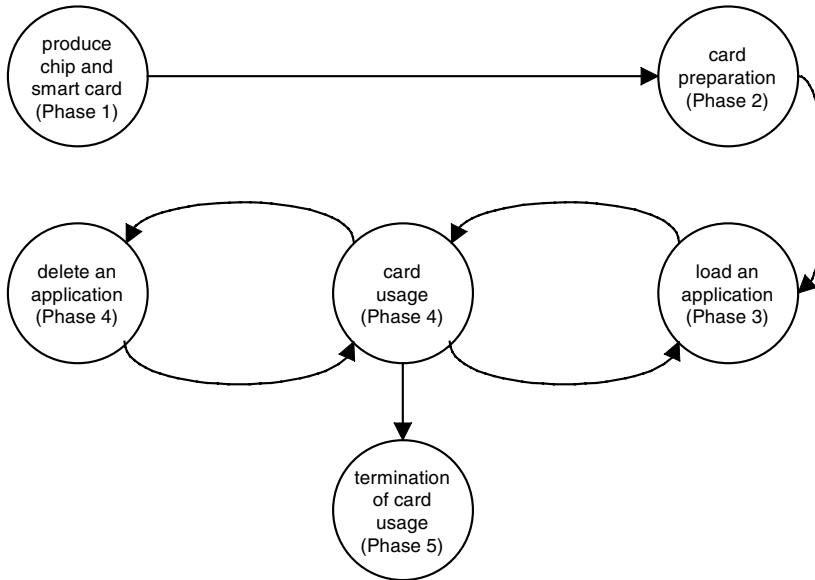 produce
chip and
smart card
(Phase 1)
card
preparation
(Phase 2)
delete an
application
(Phase 4)
card
usage
(Phase 4)
load an
application
(Phase 3)
termination
of card
usage
(Phase 5)